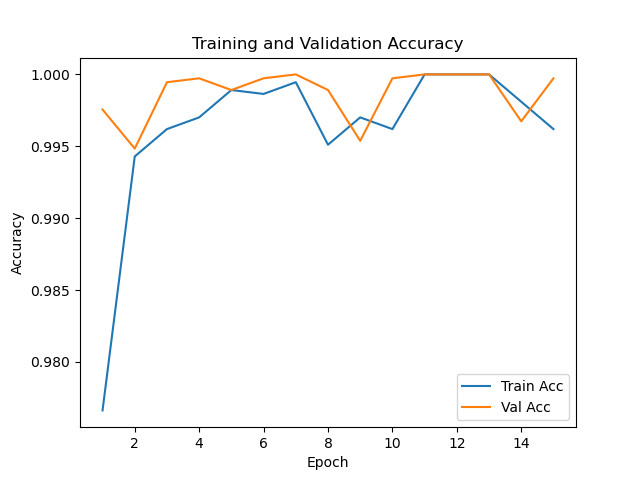 Training and Validation Accuracy
1.000
0.995
0.990
0.985
0.980
Accuracy
2 4 6 8 10 12 14
Epoch
Train Acc
Val Acc